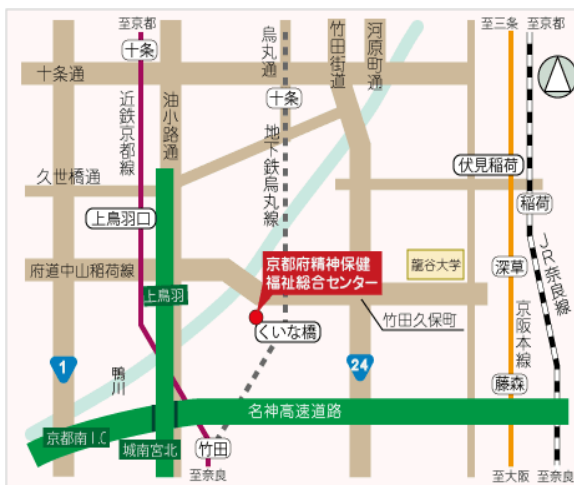 至京都
至三条
至京都
十条
烏丸通
竹田街道
河原町通
十条通
近鉄京都線
油小路通
十条
地下鉄烏丸線
久世橋通
伏見稲荷
稲荷
上鳥羽口
京都府精神保健
福祉総合センター
龍谷大学
深草
JR奈良線
府道中山稲荷線
上鳥羽
くいな橋
竹田久保町
京阪本線
1
鴨川
24
藤森
名神高速道路
京都南I.C
城南宮北
竹田
至奈良
至大阪
至奈良